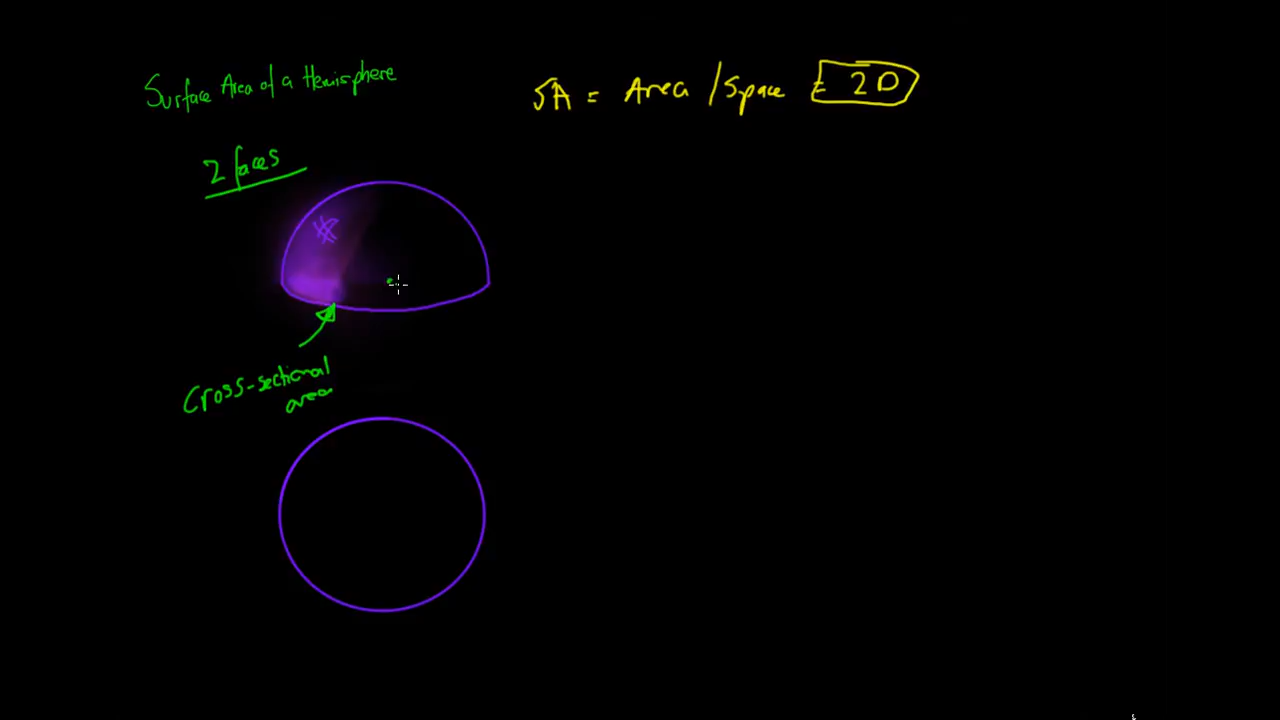 Surface Area of a Hemisphere
SA = Area / Space = 2D
2 faces
Cross-sectional
area